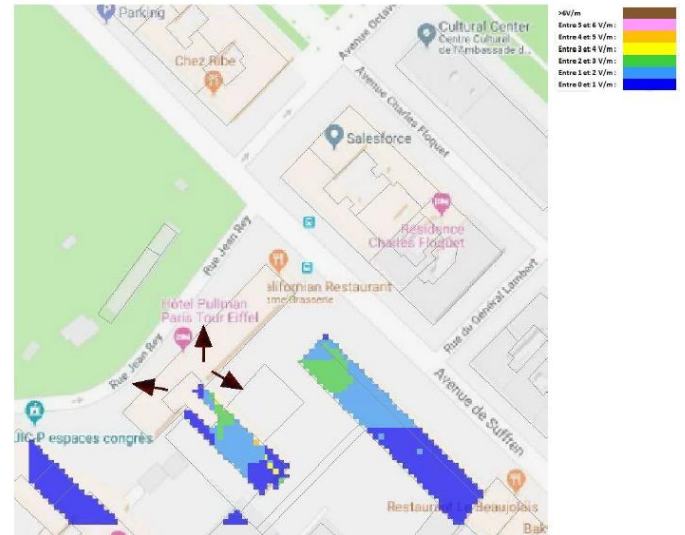 Parking
Avenue Octave
Cultural Center
Centre Culturel
de l'Ambassade d...
Chez Ribe
Avenue Charles Floquet
Salesforce
Résidence
Charles Floquet
Rue Jean Rey
Californian Restaurant
Hôtel Pullman
Paris Tour Eiffel
Rue du Général Lambert
Rue Jean Rey
Avenue de Suffren
UIC-P espaces congrès
Restaurant Le Beaujolais
Bak
>6V/m
Entre 5 et 6 V/m :
Entre 4 et 5 V/m :
Entre 3 et 4 V/m :
Entre 2 et 3 V/m :
Entre 1 et 2 V/m :
Entre 0 et 1 V/m :